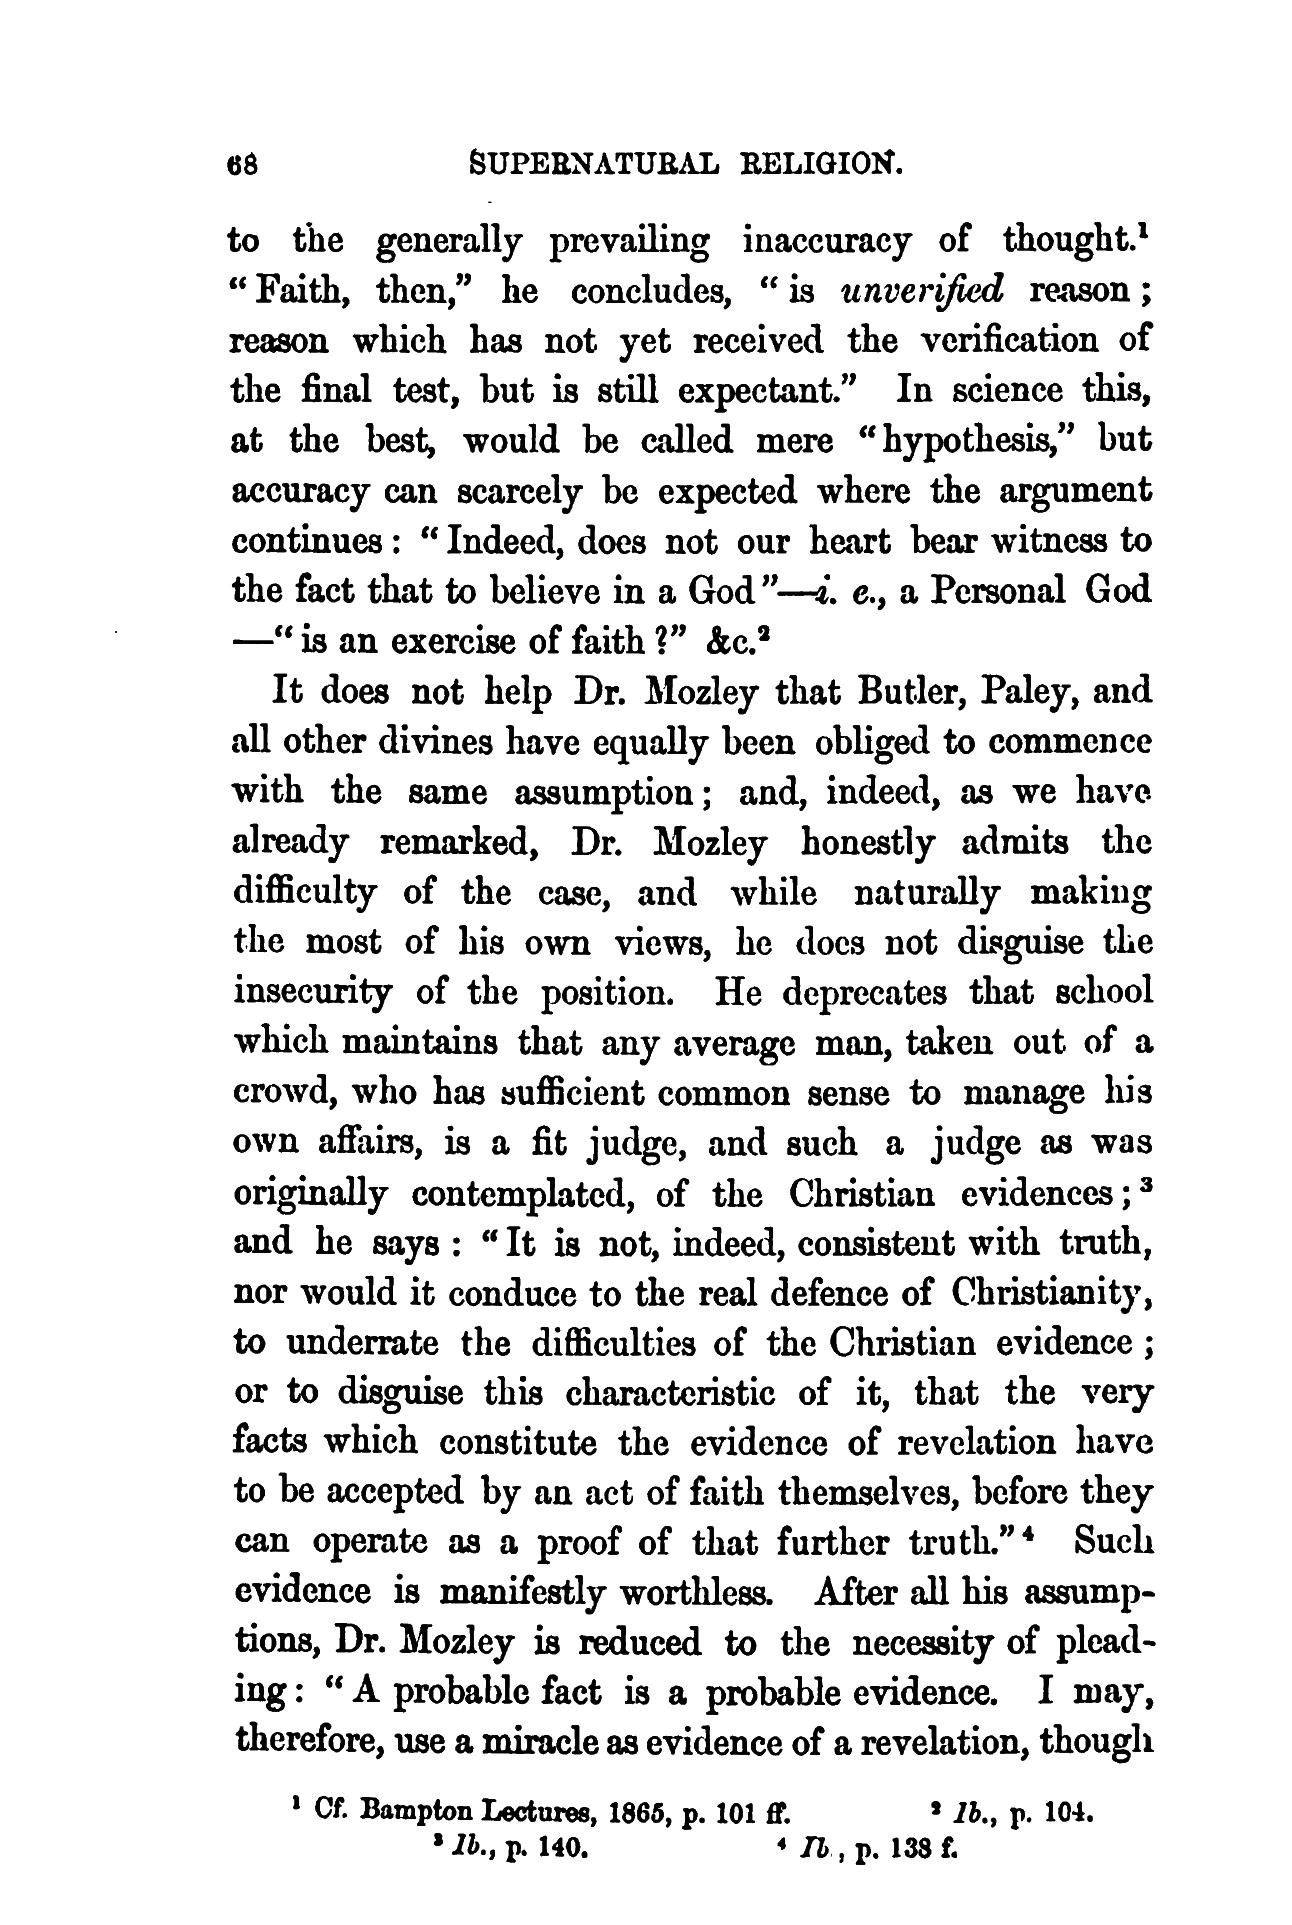 68 SUPERNATURAL RELIGION.
to the generally prevailing inaccuracy of thought.¹
“Faith, then,” he concludes, “is unverified reason;
reason which has not yet received the verification of
the final test, but is still expectant.” In science this,
at the best, would be called mere “hypothesis,” but
accuracy can scarcely be expected where the argument
continues: “Indeed, does not our heart bear witness to
the fact that to believe in a God”—i. e., a Personal God
—“is an exercise of faith?” &c.²
It does not help Dr. Mozley that Butler, Paley, and
all other divines have equally been obliged to commence
with the same assumption; and, indeed, as we have
already remarked, Dr. Mozley honestly admits the
difficulty of the case, and while naturally making
the most of his own views, he does not disguise the
insecurity of the position. He deprecates that school
which maintains that any average man, taken out of a
crowd, who has sufficient common sense to manage his
own affairs, is a fit judge, and such a judge as was
originally contemplated, of the Christian evidences;³
and he says: “It is not, indeed, consistent with truth,
nor would it conduce to the real defence of Christianity,
to underrate the difficulties of the Christian evidence;
or to disguise this characteristic of it, that the very
facts which constitute the evidence of revelation have
to be accepted by an act of faith themselves, before they
can operate as a proof of that further truth.”⁴ Such
evidence is manifestly worthless. After all his assump-
tions, Dr. Mozley is reduced to the necessity of plead-
ing: “A probable fact is a probable evidence. I may,
therefore, use a miracle as evidence of a revelation, though
¹ Cf. Bampton Lectures, 1865, p. 101 ff. ² Ib., p. 104.
³ Ib., p. 140. ⁴ Ib., p. 138 f.